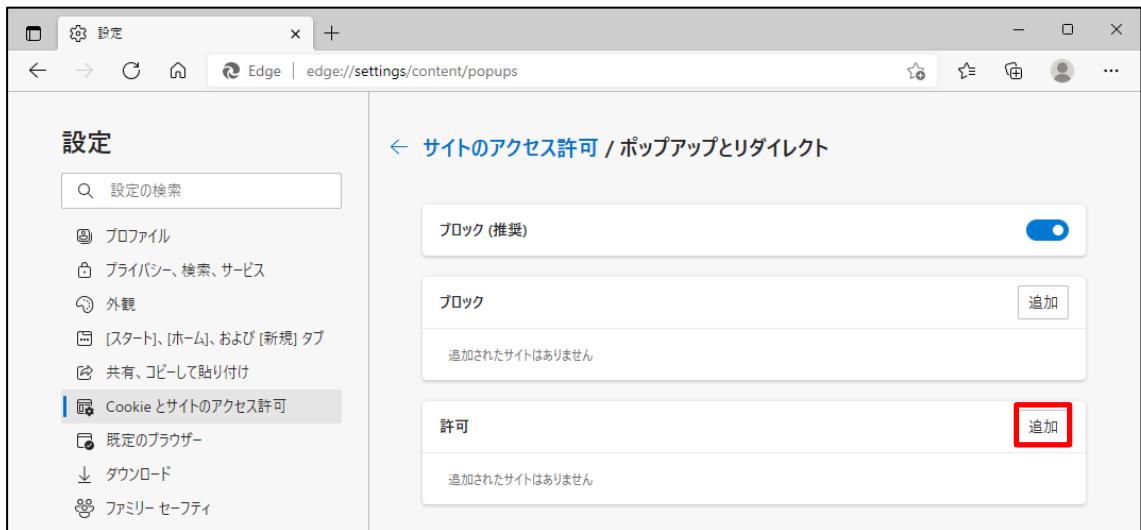 設定
Edge | edge://settings/content/popups
設定
設定の検索
プロファイル
プライバシー、検索、サービス
外観
[スタート]、[ホーム]、および [新規] タブ
共有、コピーして貼り付け
Cookie とサイトのアクセス許可
既定のブラウザー
ダウンロード
ファミリー セーフティ
サイトのアクセス許可 / ポップアップとリダイレクト
ブロック (推奨)
ブロック
追加
追加されたサイトはありません
許可
追加
追加されたサイトはありません